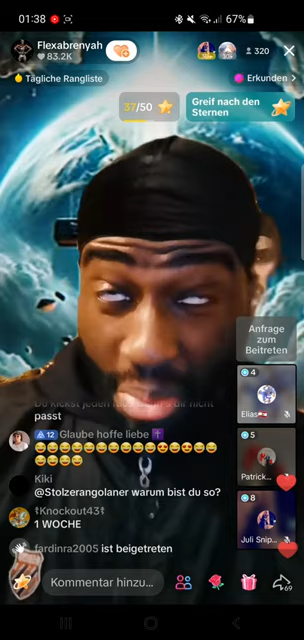 01:38
67%
Flexabrenyah
83.2K
320
Tägliche Rangliste
Erkunden >
37/50
Greif nach den
Sternen
Anfrage
zum
Beitreten
4
Elias
5
Patrick...
8
Juli Snip...
passt
12 Glaube hoffe liebe
Kiki
@Stolzerangolaner warum bist du so?
Knockout43
1 WOCHE
fardinra2005 ist beigetreten
Kommentar hinzu...
69